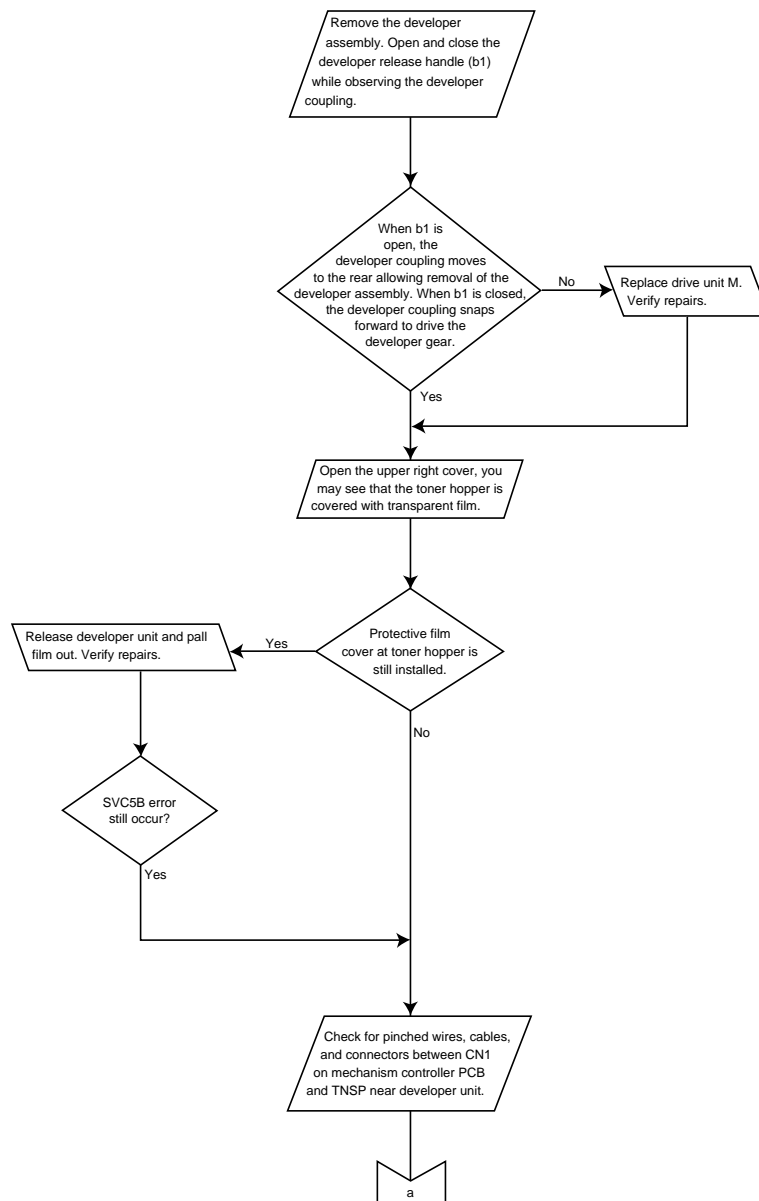 Remove the developer
assembly. Open and close the
developer release handle (b1)
while observing the developer
coupling.
When b1 is
open, the
developer coupling moves
to the rear allowing removal of the
developer assembly. When b1 is closed,
the developer coupling snaps
forward to drive the
developer gear.
No
Replace drive unit M.
Verify repairs.
Yes
Open the upper right cover, you
may see that the toner hopper is
covered with transparent film.
Protective film
cover at toner hopper is
still installed.
Yes
Release developer unit and pall
film out. Verify repairs.
No
SVC5B error
still occur?
Yes
Check for pinched wires, cables,
and connectors between CN1
on mechanism controller PCB
and TNSP near developer unit.
a